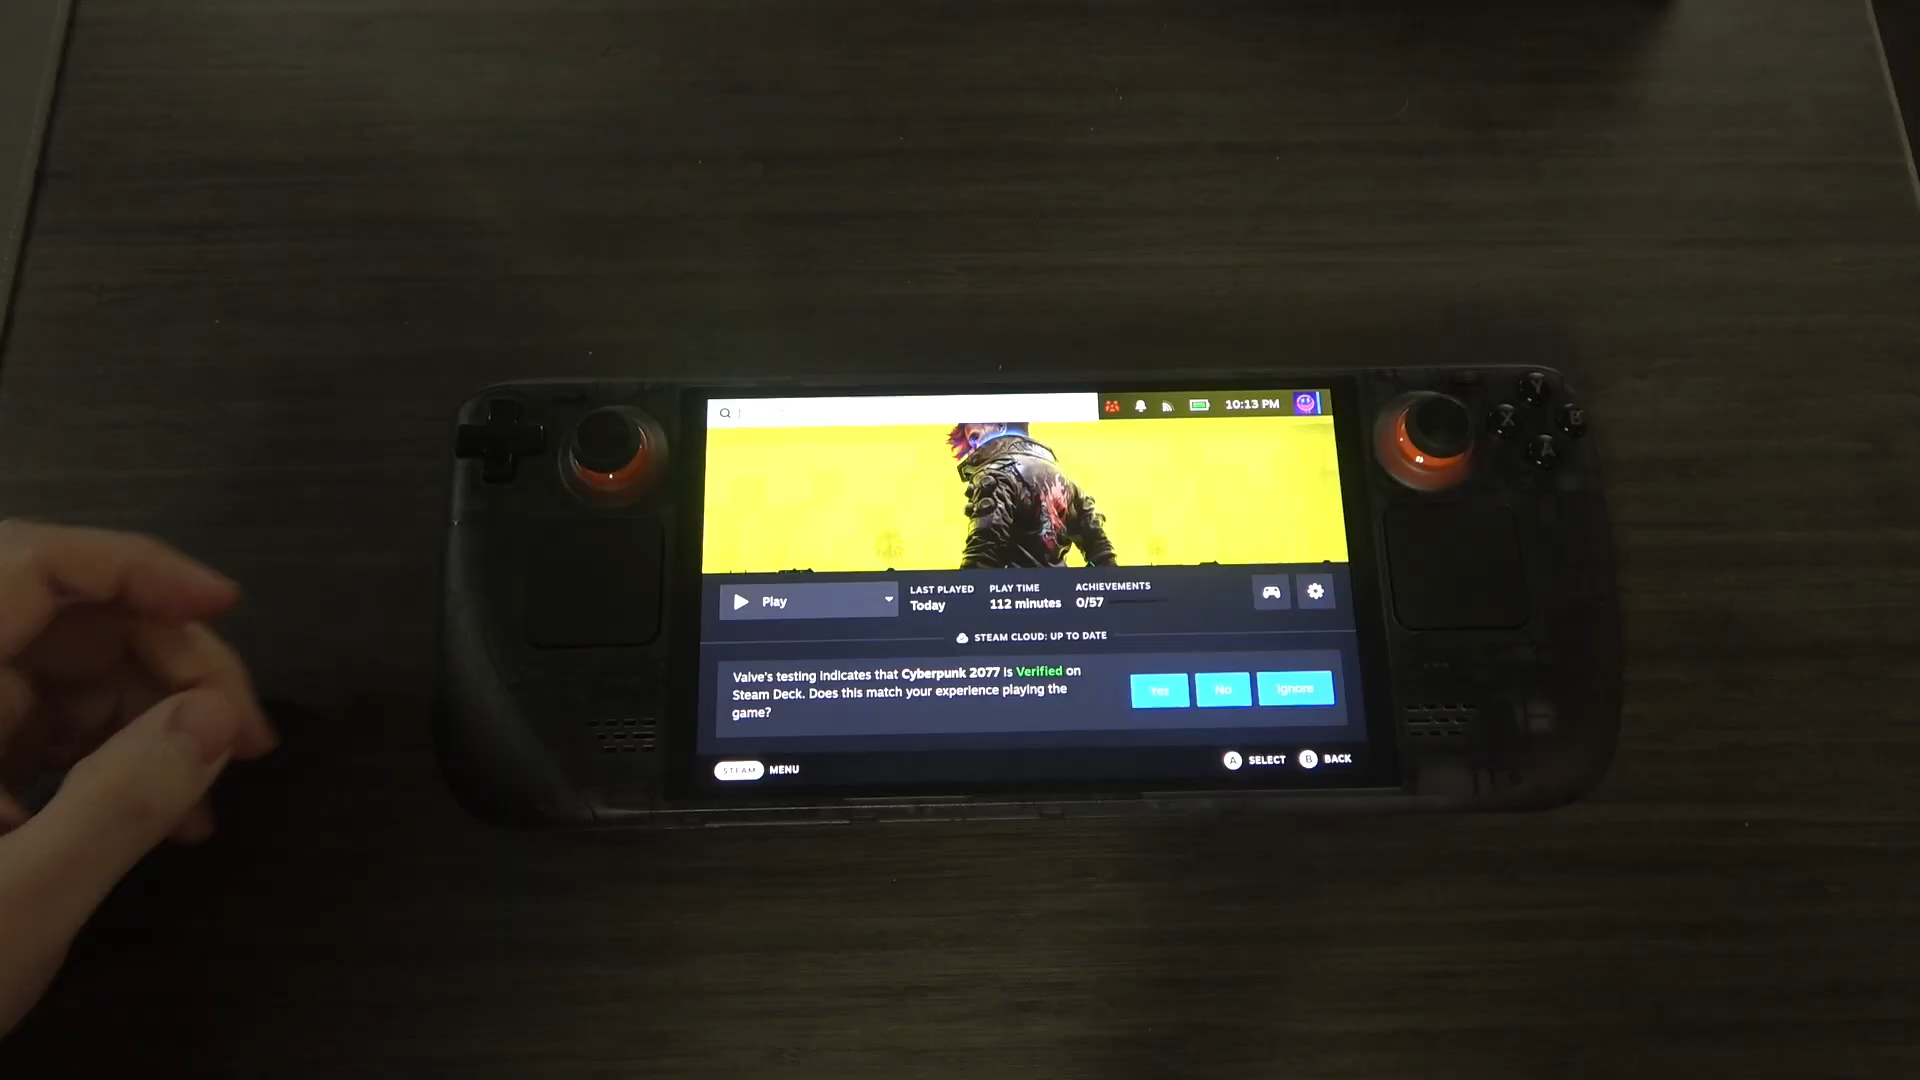 10:13 PM
Play
LAST PLAYED
Today
PLAY TIME
112 minutes
ACHIEVEMENTS
0/57
STEAM CLOUD: UP TO DATE
Valve's testing indicates that Cyberpunk 2077 is Verified on
Steam Deck. Does this match your experience playing the
game?
Yes
No
Ignore
STEAM MENU
A SELECT B BACK
Y
X
B
A